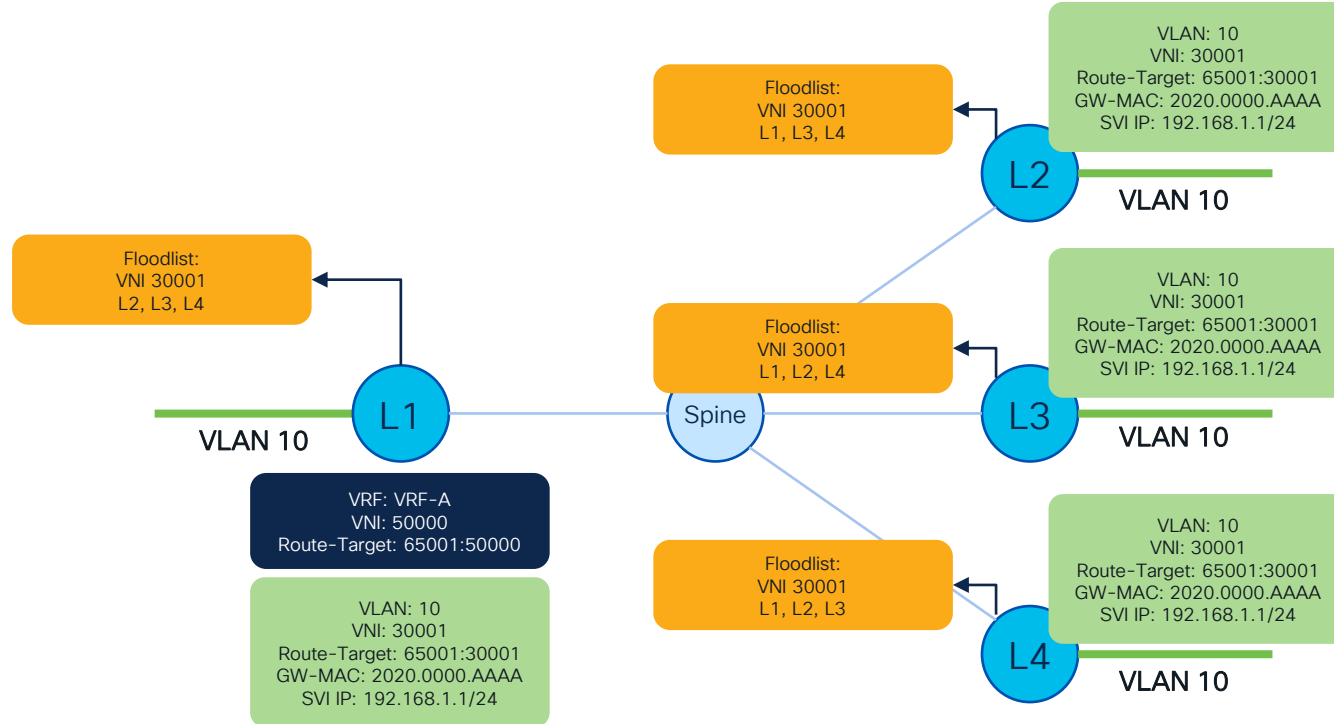 VLAN: 10
VNI: 30001
Route-Target: 65001:30001
GW-MAC: 2020.0000.AAAA
SVI IP: 192.168.1.1/24
Floodlist:
VNI 30001
L1, L3, L4
L2
VLAN 10
Floodlist:
VNI 30001
L2, L3, L4
L1
VLAN 10
VRF: VRF-A
VNI: 50000
Route-Target: 65001:50000
VLAN: 10
VNI: 30001
Route-Target: 65001:30001
GW-MAC: 2020.0000.AAAA
SVI IP: 192.168.1.1/24
Floodlist:
VNI 30001
L1, L2, L4
Spine
VLAN: 10
VNI: 30001
Route-Target: 65001:30001
GW-MAC: 2020.0000.AAAA
SVI IP: 192.168.1.1/24
L3
VLAN 10
Floodlist:
VNI 30001
L1, L2, L3
VLAN: 10
VNI: 30001
Route-Target: 65001:30001
GW-MAC: 2020.0000.AAAA
SVI IP: 192.168.1.1/24
L4
VLAN 10